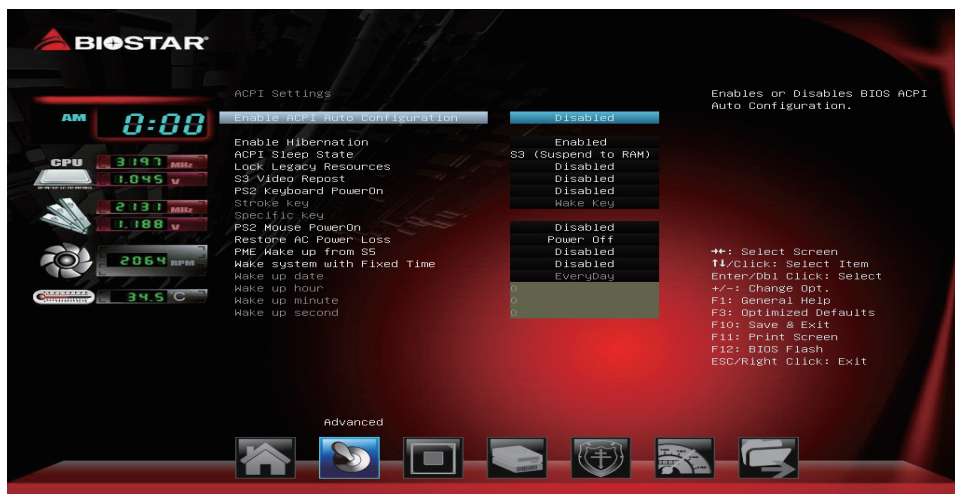 BIOSTAR
ACPI Settings
Enables or Disables BIOS ACPI
Auto Configuration.
AM 0:00
Enable ACPI Auto Configuration Disabled
Enable Hibernation Enabled
ACPI Sleep State S3 (Suspend to RAM)
Lock Legacy Resources Disabled
S3 Video Repost Disabled
PS2 Keyboard PowerOn Disabled
Stroke key Wake Key
Specific key
PS2 Mouse PowerOn Disabled
Restore AC Power Loss Power Off
PME Wake up from S5 Disabled
Wake system with Fixed Time Disabled
Wake up date EveryDay
Wake up hour 0
Wake up minute 0
Wake up second 0
CPU 3197 MHz
1.045 V
2131 MHz
1.188 V
2064 RPM
34.5 C
→←: Select Screen
↑↓/Click: Select Item
Enter/Dbl Click: Select
+/-: Change Opt.
F1: General Help
F3: Optimized Defaults
F10: Save & Exit
F11: Print Screen
F12: BIOS Flash
ESC/Right Click: Exit
Advanced